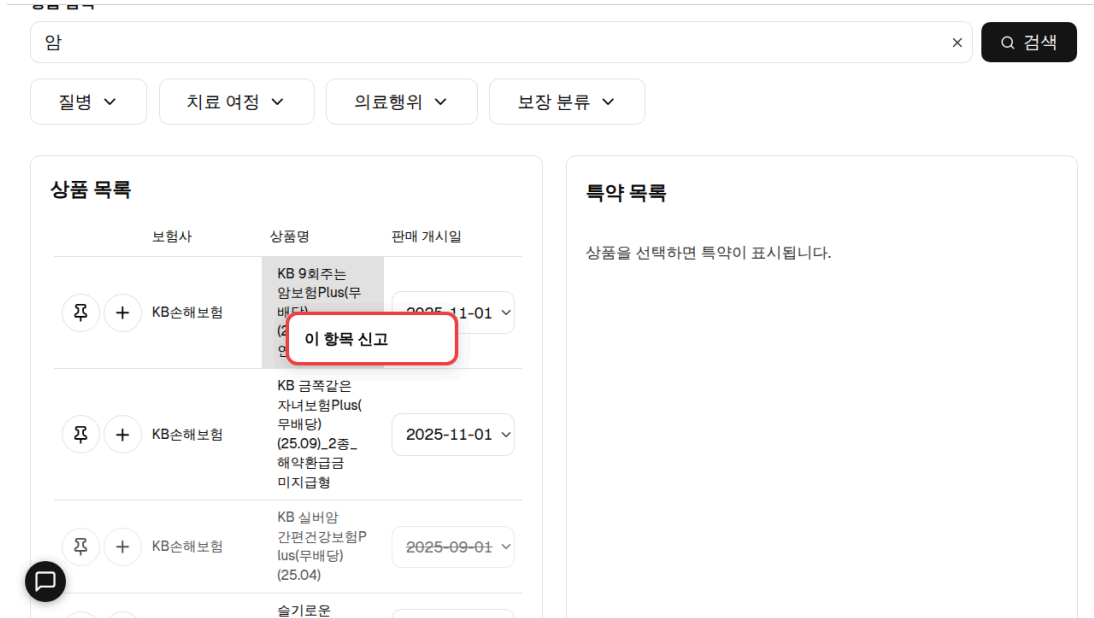 상품 검색
암
검색
질병
치료 여정
의료행위
보장 분류
상품 목록
보험사
상품명
판매 개시일
KB손해보험
KB 9회주는
암보험Plus(무
배당)
2025-11-01
이 항목 신고
KB손해보험
KB 금쪽같은
자녀보험Plus(
무배당)
(25.09)_2종_
해약환급금
미지급형
2025-11-01
KB손해보험
KB 실버암
간편건강보험P
lus(무배당)
(25.04)
2025-09-01
슬기로운
특약 목록
상품을 선택하면 특약이 표시됩니다.